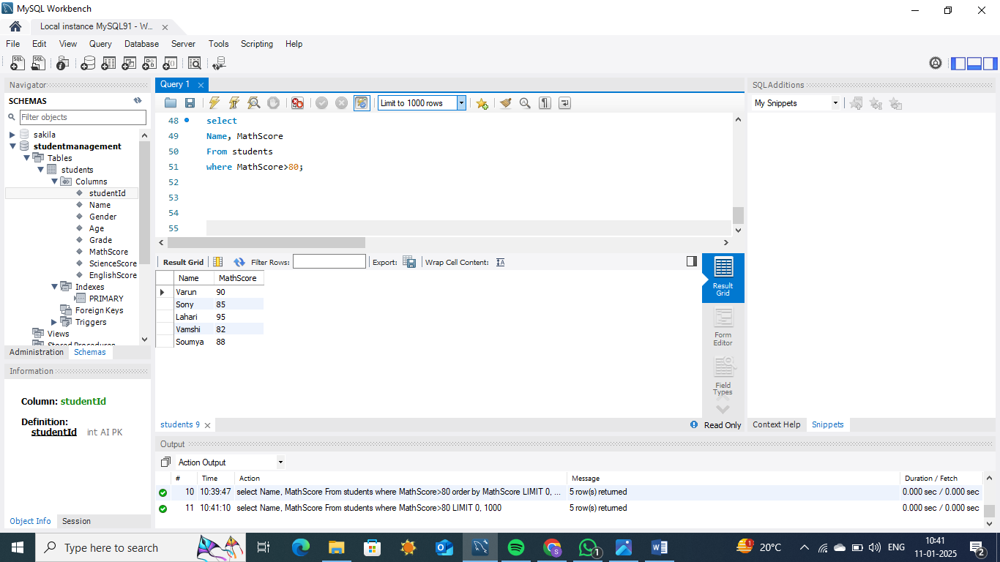 MySQL Workbench
Local instance MySQL91 - W...
File Edit View Query Database Server Tools Scripting Help
Navigator
SCHEMAS
Filter objects
sakila
studentmanagement
Tables
students
Columns
studentId
Name
Gender
Age
Grade
MathScore
ScienceScore
EnglishScore
Indexes
PRIMARY
Foreign Keys
Triggers
Views
Stored Procedures
Administration Schemas
Information
Column: studentId
Definition:
studentId int AI PK
Object Info Session
Query 1
Limit to 1000 rows
48 select
49 Name, MathScore
50 From students
51 where MathScore>80;
52
53
54
55
Result Grid Filter Rows: Export: Wrap Cell Content:
Name MathScore
Varun 90
Sony 85
Lahari 95
Vamshi 82
Soumya 88
Result
Grid
Form
Editor
Field
Types
students 9
Read Only
SQLAdditions
My Snippets
Context Help Snippets
Output
Action Output
# Time Action Message Duration / Fetch
10 10:39:47 select Name, MathScore From students where MathScore>80 order by MathScore LIMIT 0, ... 5 row(s) returned 0.000 sec / 0.000 sec
11 10:41:10 select Name, MathScore From students where MathScore>80 LIMIT 0, 1000 5 row(s) returned 0.000 sec / 0.000 sec
Type here to search
1
S
1
20°C
ENG
10:41
11-01-2025
2